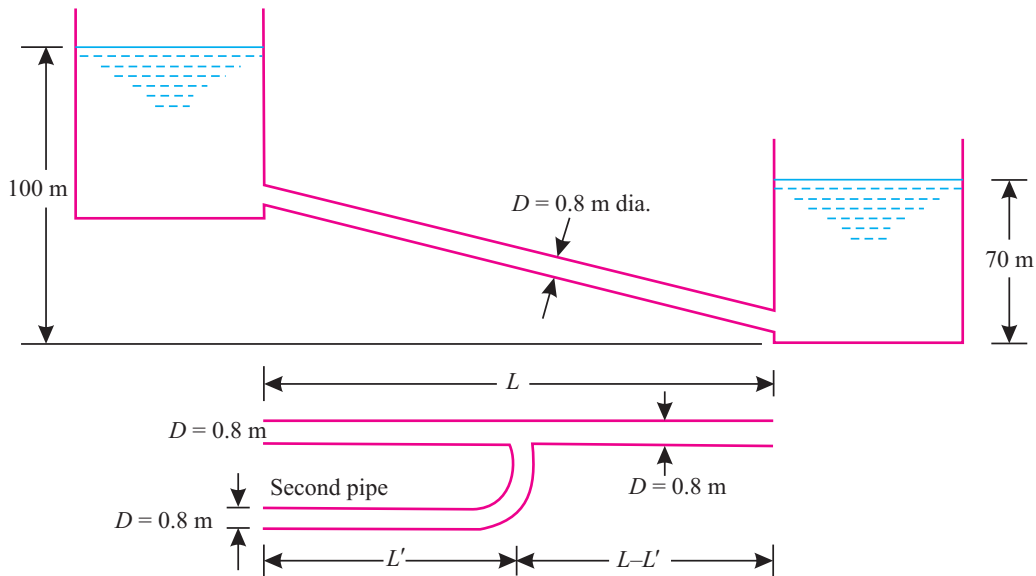 100 m
D = 0.8 m dia.
70 m
L
D = 0.8 m
Second pipe
D = 0.8 m
D = 0.8 m
L′
L–L′